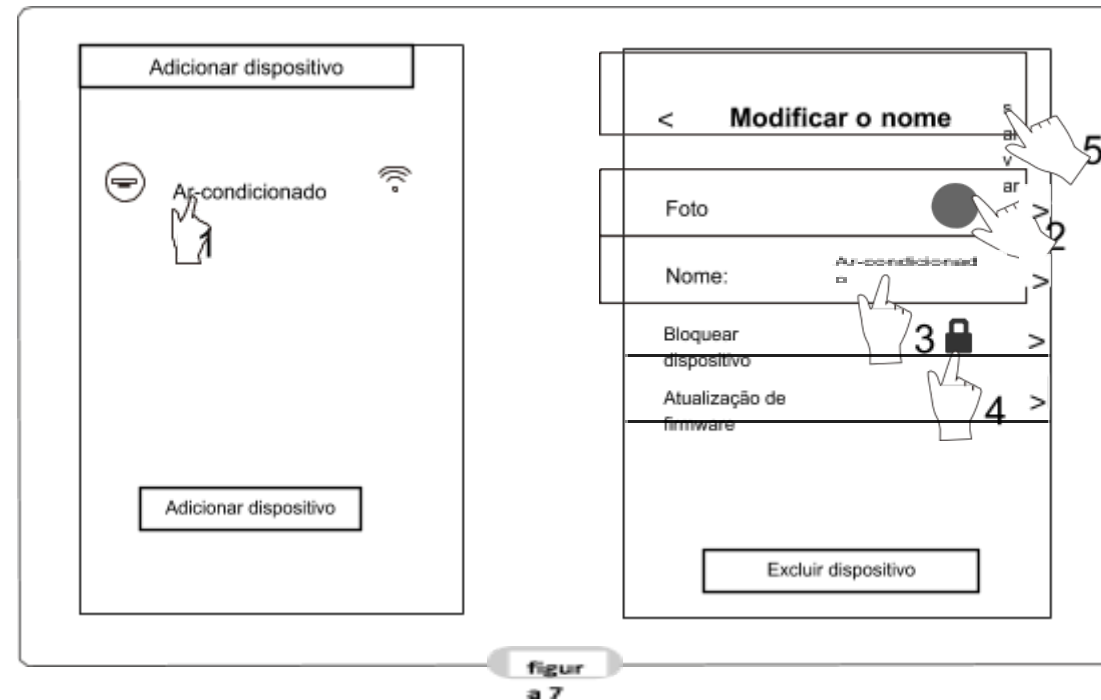 Adicionar dispositivo
Ar-condicionado
1
Adicionar dispositivo
< Modificar o nome
s
ar
v
ar
5
Foto >
2
Nome: Ar-condicionad
o >
3
Bloquear >
dispositivo
4
Atualização de >
firmware
Excluir dispositivo
figur
a 7